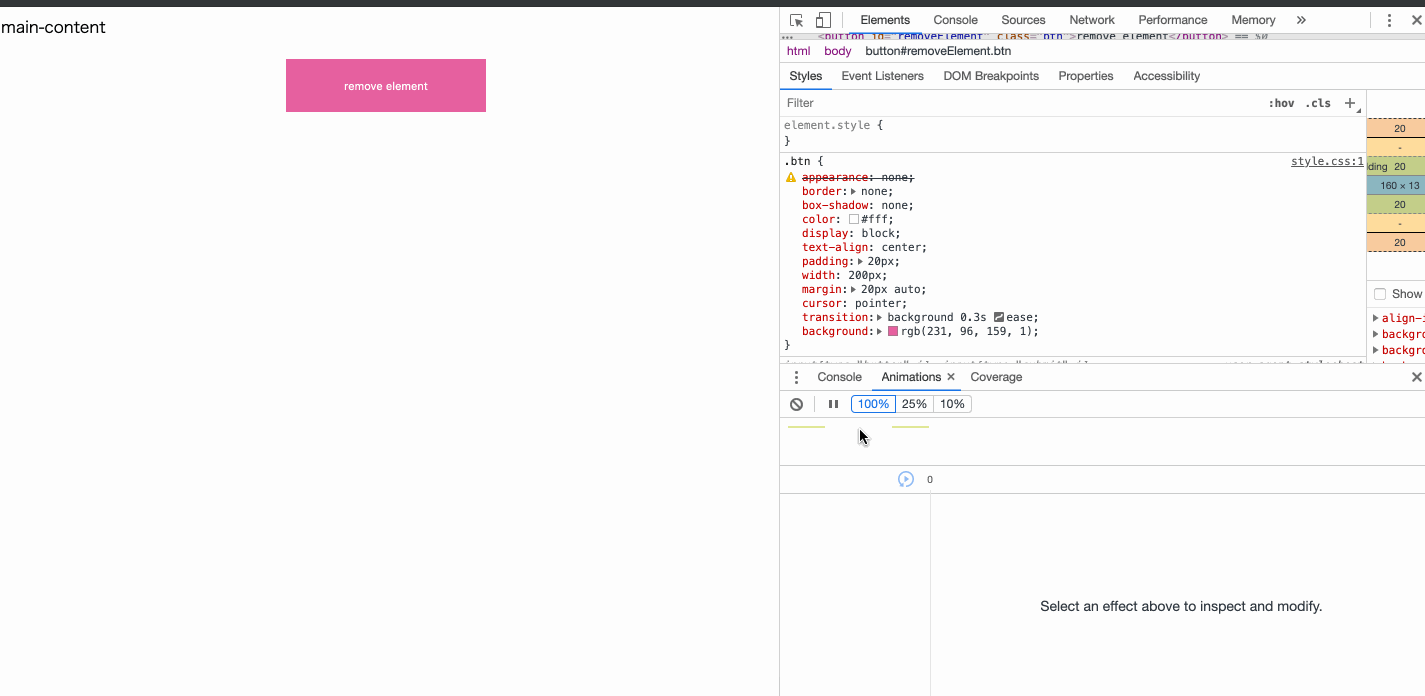 main-content
remove element
Elements Console Sources Network Performance Memory »
… <button id="removeElement" class="btn">remove element</button> == $0
html body button#removeElement.btn
Styles Event Listeners DOM Breakpoints Properties Accessibility
Filter :hov .cls +
element.style {
}
.btn { style.css:1
appearance: none;
border: none;
box-shadow: none;
color: #fff;
display: block;
text-align: center;
padding: 20px;
width: 200px;
margin: 20px auto;
cursor: pointer;
transition: background 0.3s ease;
background: rgb(231, 96, 159, 1);
}
20
-
ding 20
160 × 13
20
-
20
Show
align-i
backgro
backgro
Console Animations × Coverage
100% 25% 10%
0
Select an effect above to inspect and modify.